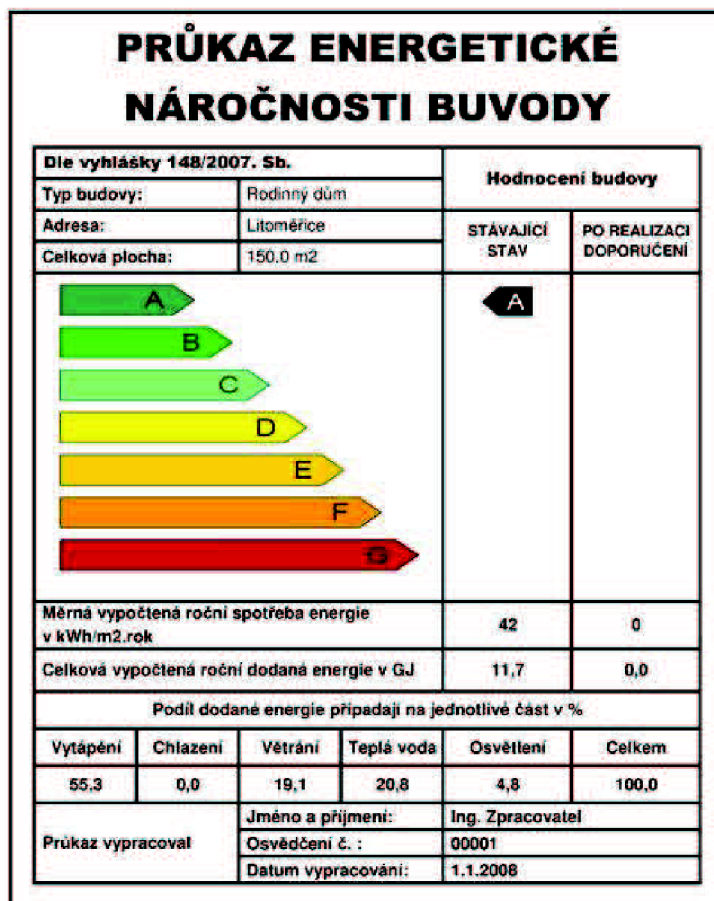 PRŮKAZ ENERGETICKÉ
NÁROČNOSTI BUVODY
Dle vyhlášky 148/2007. Sb.
Hodnocení budovy
Typ budovy:
Rodinný dům
Adresa:
Litoměřice
STÁVAJÍCÍ
STAV
PO REALIZACI
DOPORUČENÍ
Celková plocha:
150.0 m2
A
A
B
C
D
E
F
G
Měrná vypočtená roční spotřeba energie
v kWh/m2.rok
42
0
Celková vypočtená roční dodaná energie v GJ
11,7
0,0
Podíl dodané energie připadají na jednotlivé část v %
Vytápění
Chlazení
Větrání
Teplá voda
Osvětlení
Celkem
55.3
0,0
19,1
20,8
4,8
100,0
Průkaz vypracoval
Jméno a příjmení:
Ing. Zpracovatel
Osvědčení č. :
00001
Datum vypracování:
1.1.2008